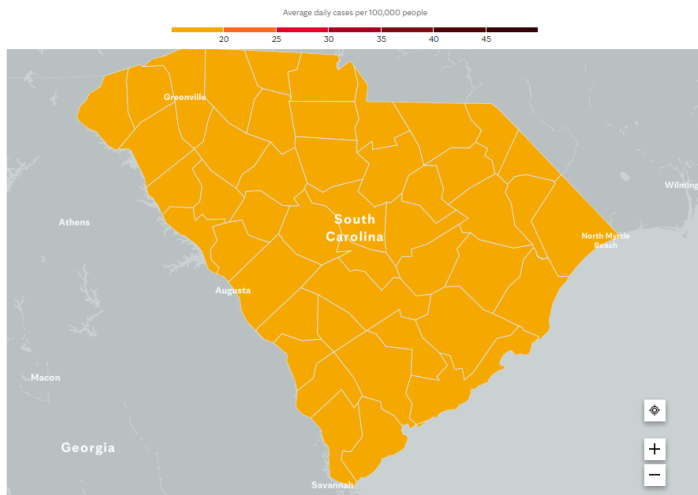 Average daily cases per 100,000 people
20 25 30 35 40 45
Greenville
Wilming
South
Carolina
Athens
North Myrtle
Beach
Augusta
Macon
Georgia
Savannah